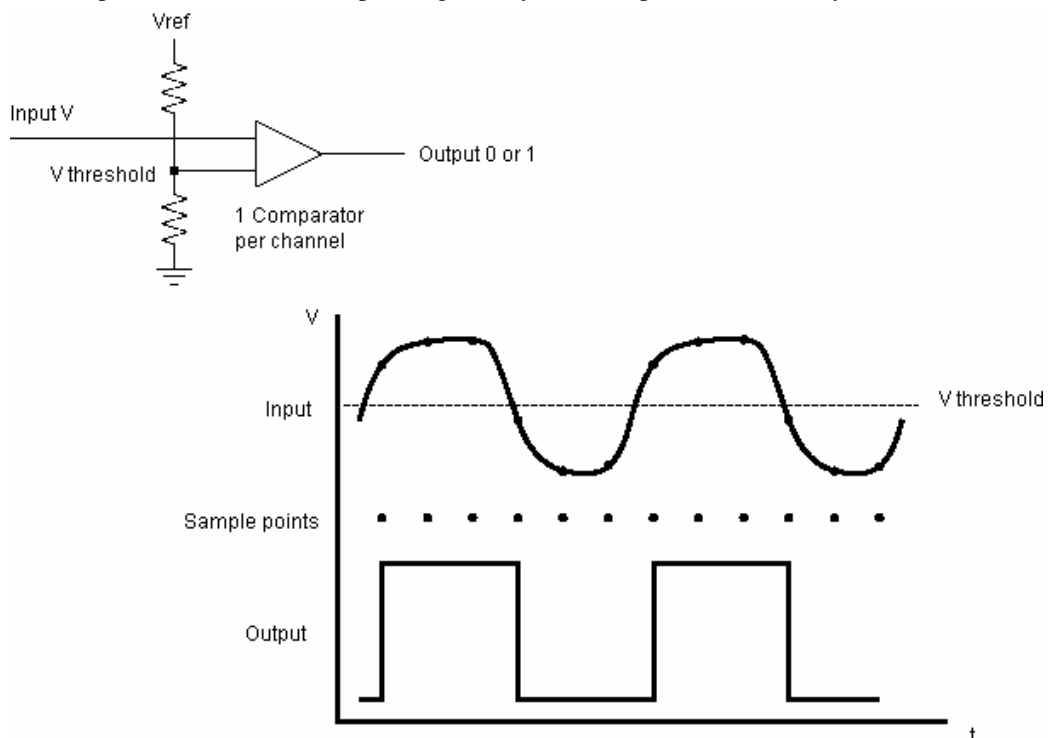 Vref
Input V
V threshold
Output 0 or 1
1 Comparator
per channel
V
Input
V threshold
Sample points
Output
t